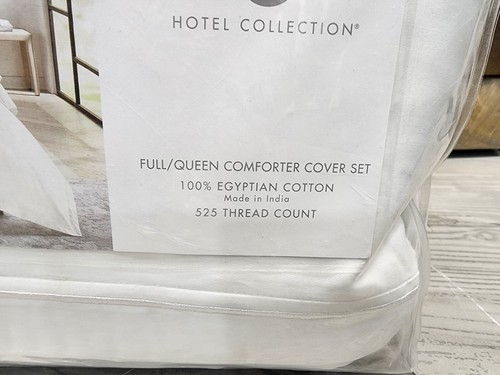 HOTEL COLLECTION®
FULL/QUEEN COMFORTER COVER SET
100% EGYPTIAN COTTON
Made in India
525 THREAD COUNT